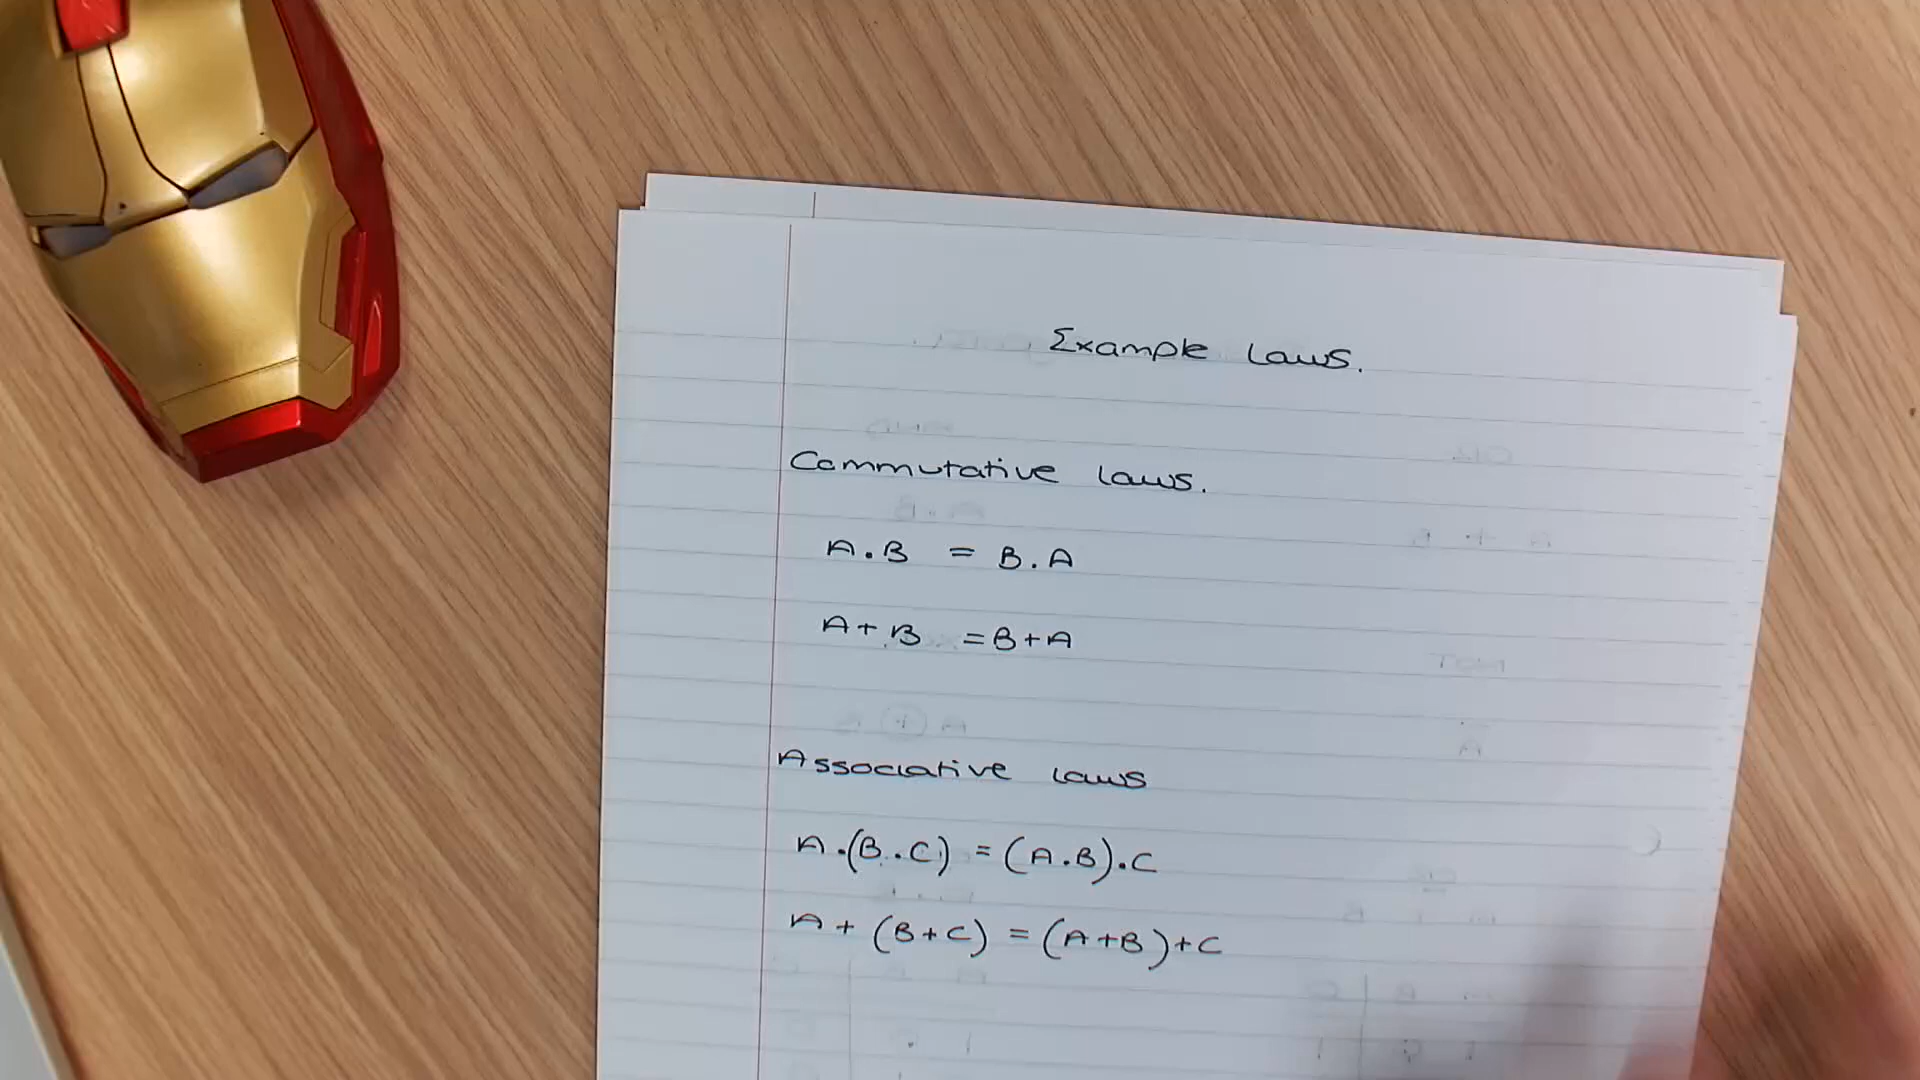 Example Laws.
Commutative Laws.
A.B = B.A
A+B = B+A
Associative Laws
A.(B.C) = (A.B).C
A+(B+C) = (A+B)+C